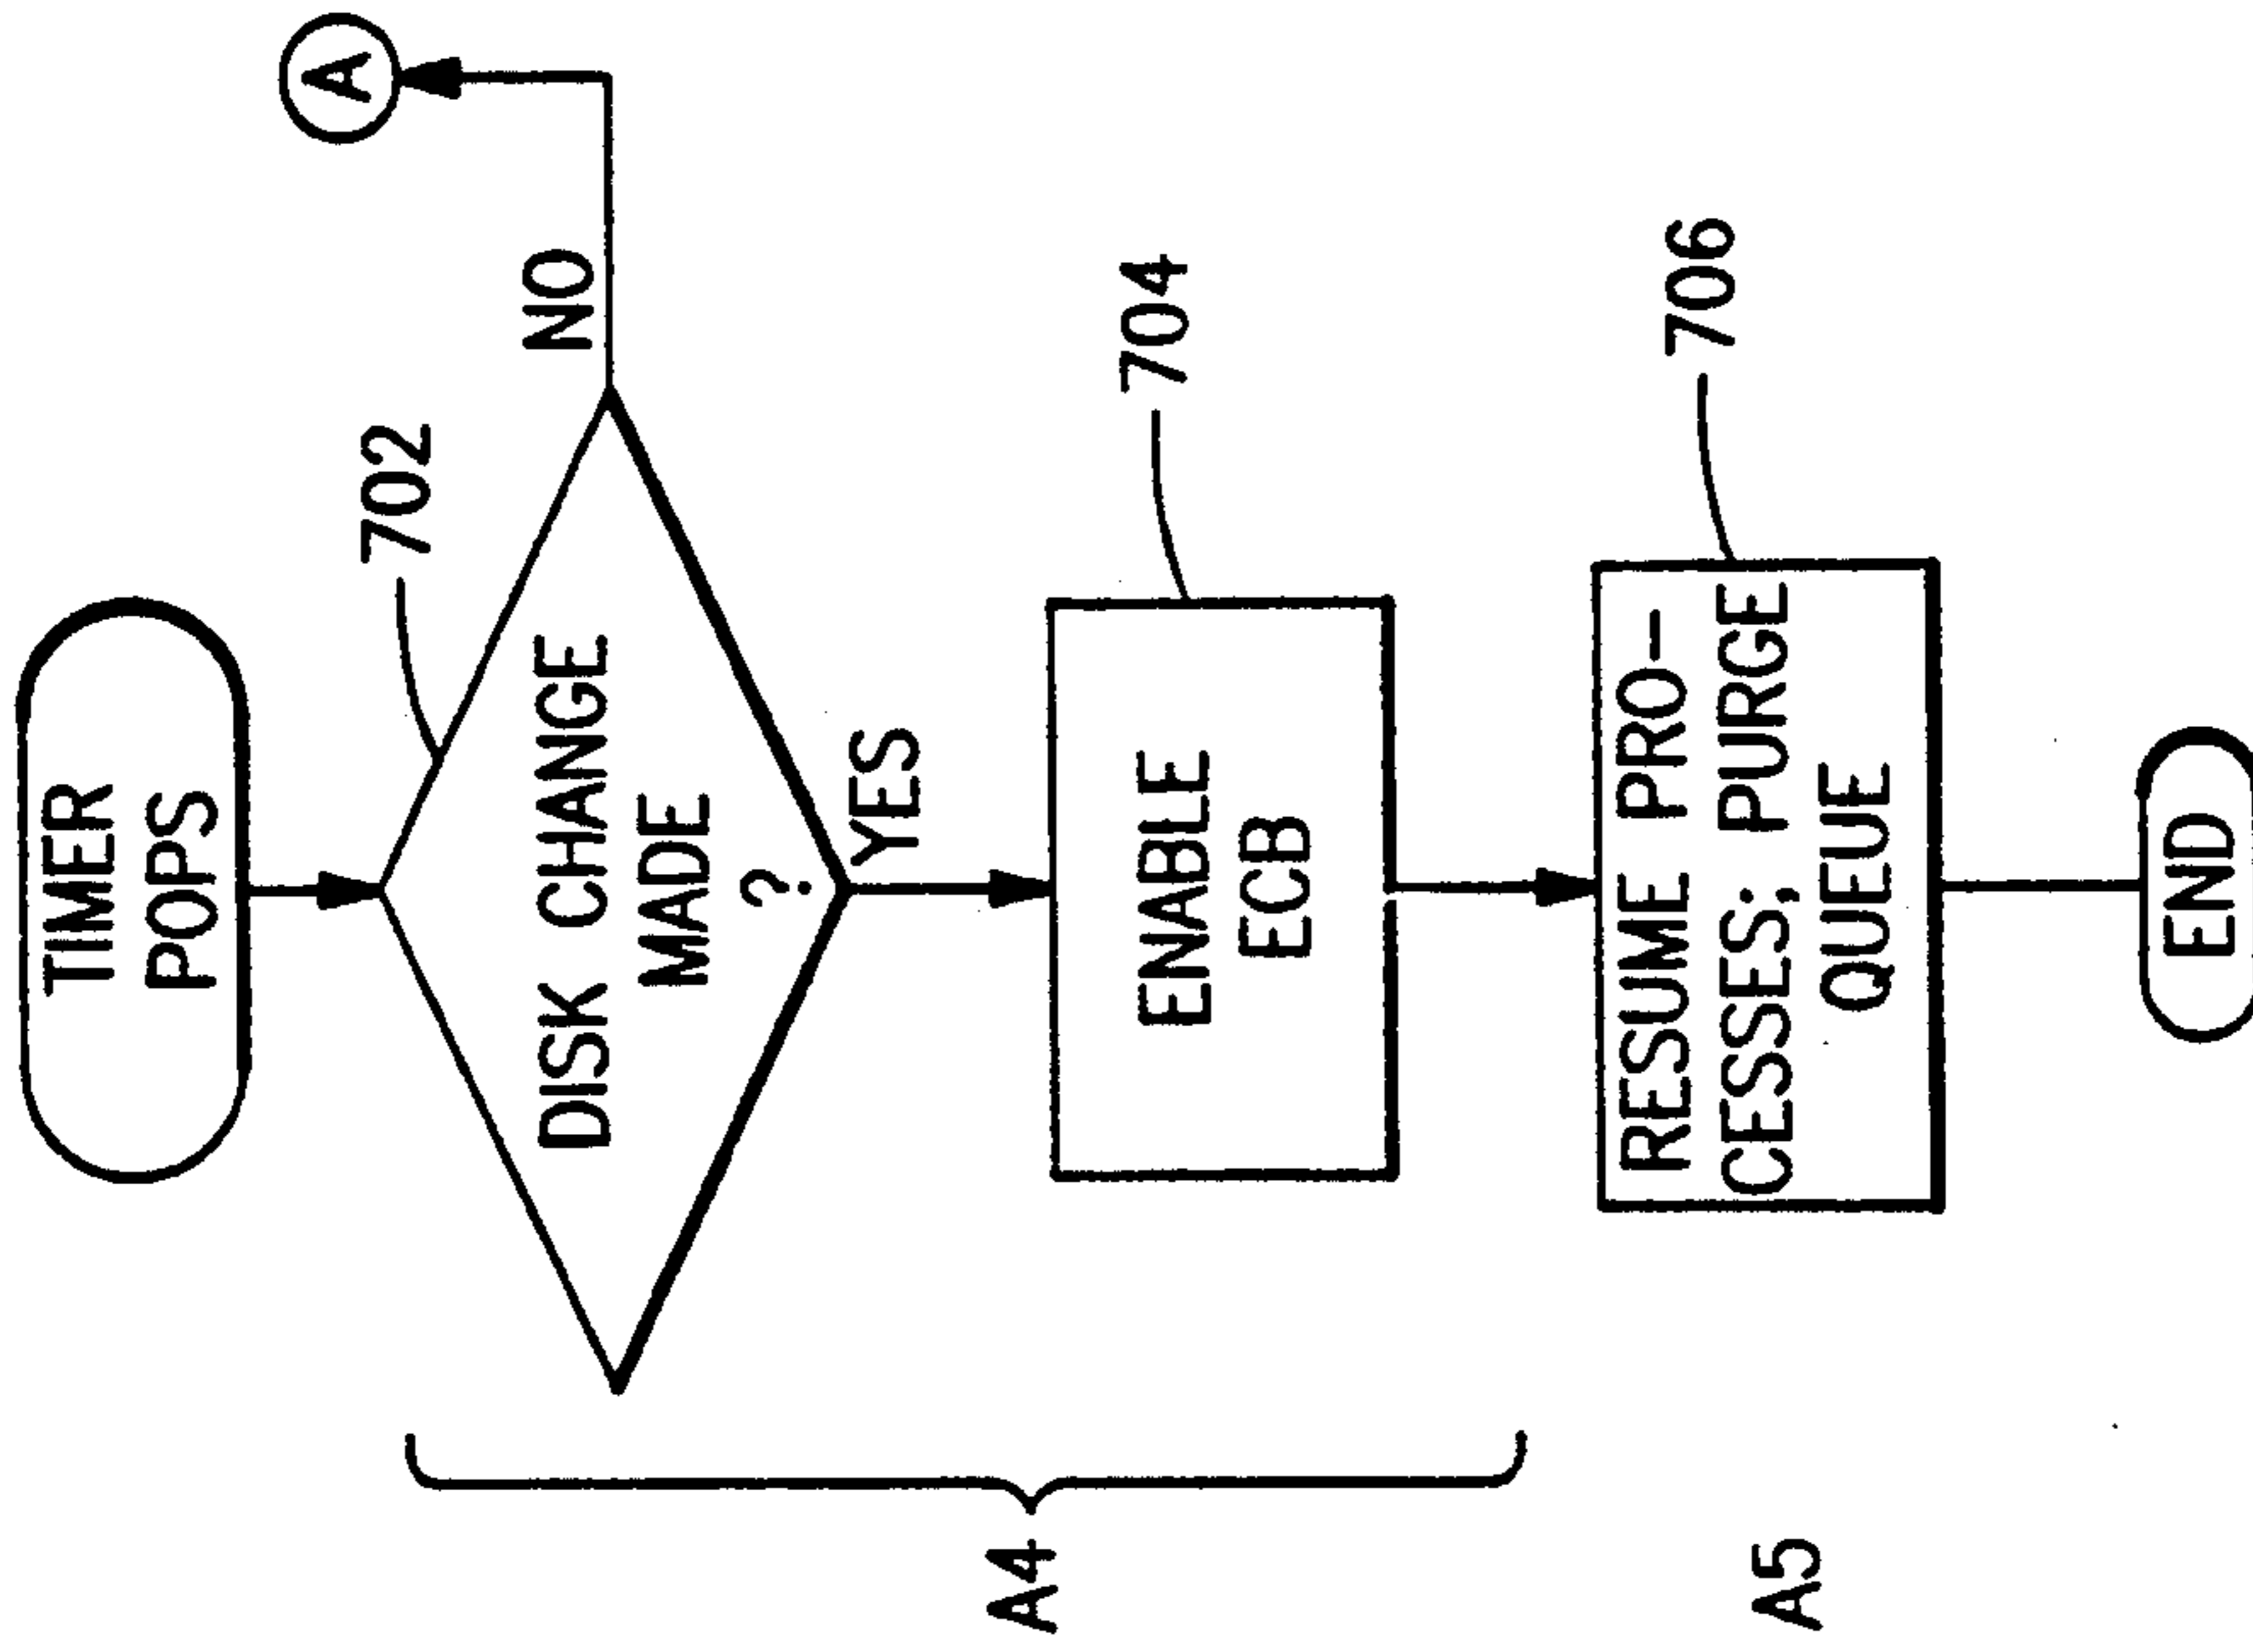 TIMER
POPS
A
702
DISK CHANGE
MADE
?
NO
YES
704
ENABLE
ECB
A4
706
RESUME PRO-
CESSES; PURGE
QUEUE
A5
END